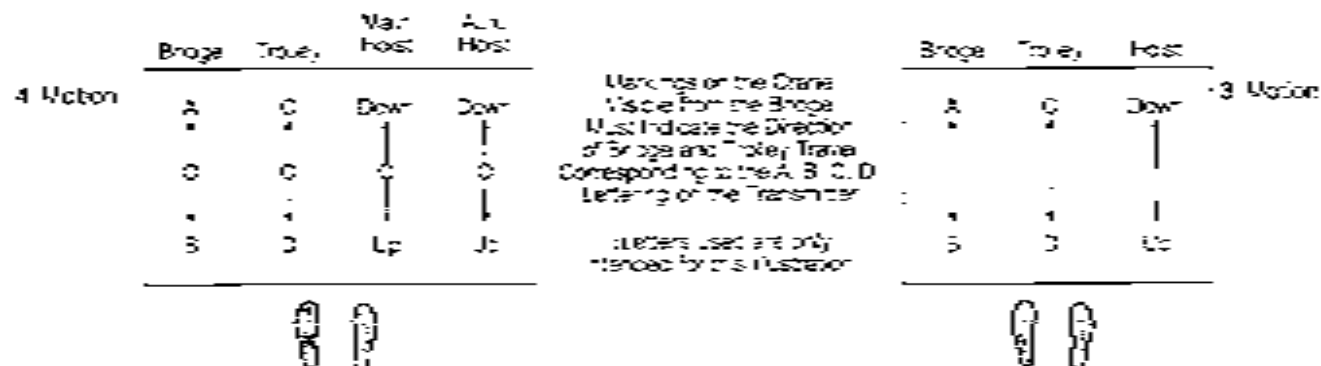 Main Aux.
Bridge Trolley Hoist Hoist
Bridge Trolley Hoist
4 Motion
3 Motion
A C Down Down
A C Down
Markings on the Crane
Visible from the Bridge
Must Indicate the Direction
of Bridge and Trolley Travel
Corresponding to the A, B, C, D
Lettering on the Transmitter
O O O O
B D Up Up
B D Up
(Letters used are only
intended for this illustration